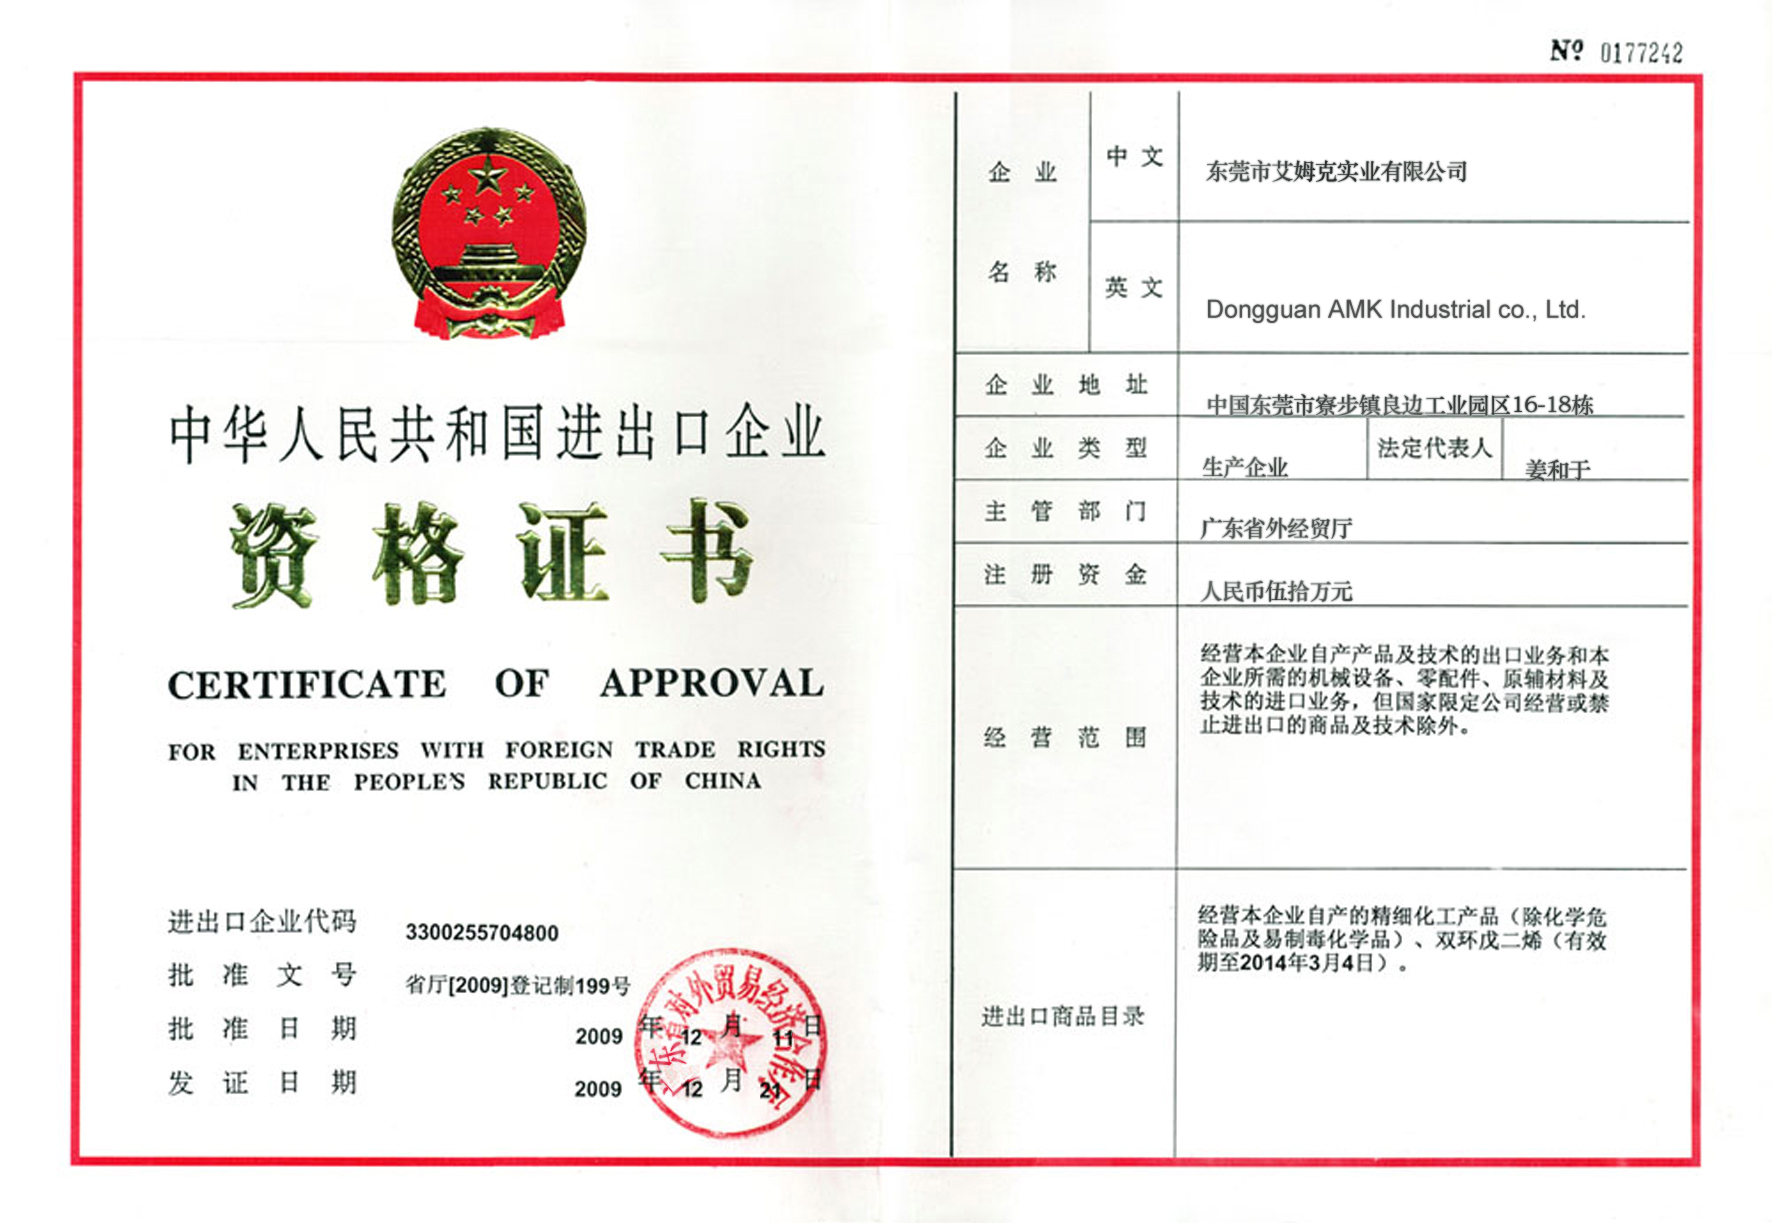 Nº 0177242
中华人民共和国进出口企业
资格证书
CERTIFICATE OF APPROVAL
FOR ENTERPRISES WITH FOREIGN TRADE RIGHTS
IN THE PEOPLE'S REPUBLIC OF CHINA
进出口企业代码 3300255704800
批准文号 省厅[2009]登记制199号
批准日期 2009 年 12 月 11 日
发证日期 2009 年 12 月 21 日
广东省对外贸易经济合作厅
企业名称 中文 东莞市艾姆克实业有限公司
英文 Dongguan AMK Industrial co., Ltd.
企业地址 中国东莞市寮步镇良边工业园区16-18栋
企业类型 生产企业 法定代表人 姜和于
主管部门 广东省外经贸厅
注册资金 人民币伍拾万元
经营范围
经营本企业自产产品及技术的出口业务和本
企业所需的机械设备、零配件、原辅材料及
技术的进口业务，但国家限定公司经营或禁
止进出口的商品及技术除外。
进出口商品目录
经营本企业自产的精细化工产品（除化学危
险品及易制毒化学品）、双环戊二烯（有效
期至2014年3月4日）。